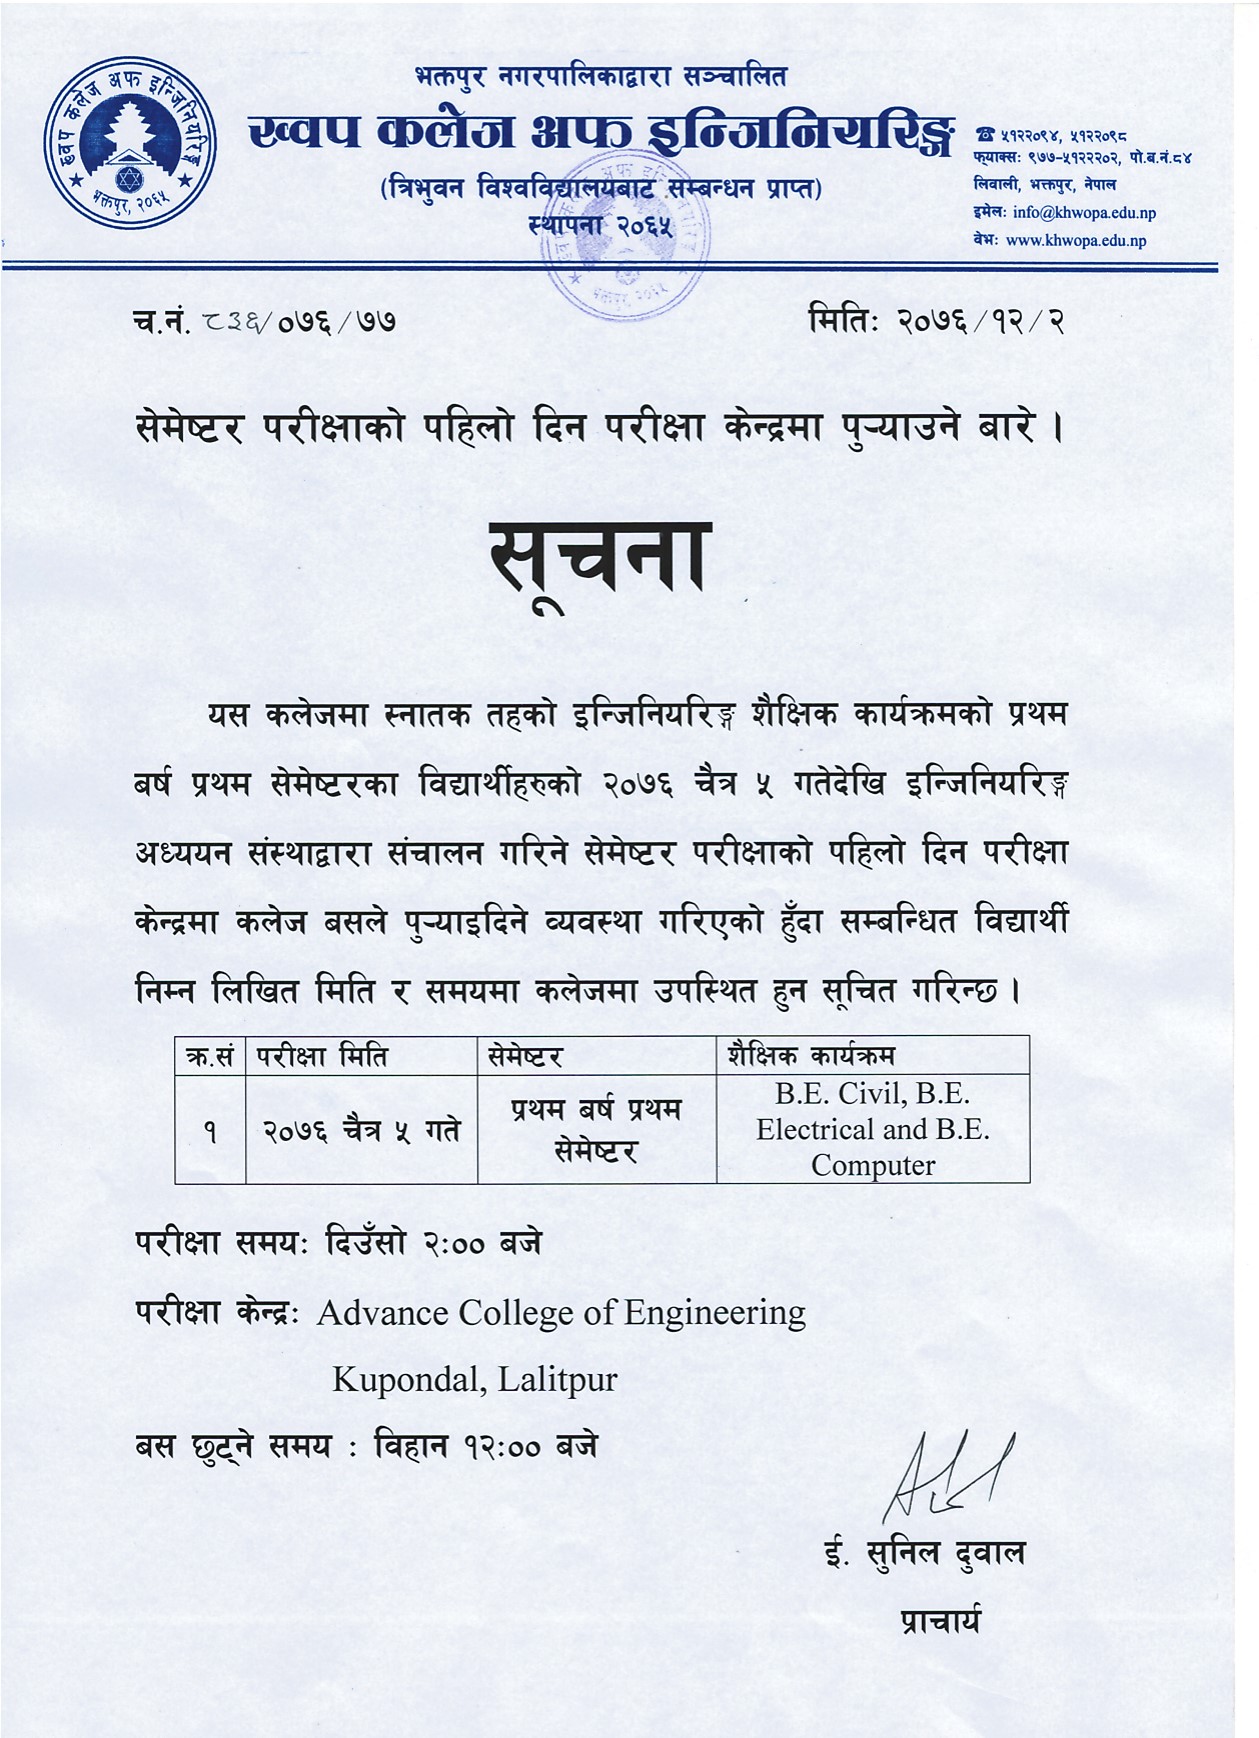 भक्तपुर नगरपालिकाद्वारा सञ्चालित
ख्वप कलेज अफ इन्जिनियरिङ्ग
(त्रिभुवन विश्वविद्यालयबाट सम्बन्धन प्राप्त)
स्थापना २०६५
ख्वप कलेज अफ इन्जिनियरिङ्ग
भक्तपुर, २०६५
☎ ५१२२०९४, ५१२२०९८
फ्याक्सः ९७७-५१२२२०२, पो.ब.नं.८४
लिवाली, भक्तपुर, नेपाल
इमेलः info@khwopa.edu.np
वेभः www.khwopa.edu.np
च.नं. ८३६/०७६/७७
मितिः २०७६/१२/२
सेमेष्टर परीक्षाको पहिलो दिन परीक्षा केन्द्रमा पुऱ्याउने बारे ।
सूचना
यस कलेजमा स्नातक तहको इन्जिनियरिङ्ग शैक्षिक कार्यक्रमको प्रथम
बर्ष प्रथम सेमेष्टरका विद्यार्थीहरुको २०७६ चैत्र ५ गतेदेखि इन्जिनियरिङ्ग
अध्ययन संस्थाद्वारा संचालन गरिने सेमेष्टर परीक्षाको पहिलो दिन परीक्षा
केन्द्रमा कलेज बसले पुऱ्याइदिने व्यवस्था गरिएको हुँदा सम्बन्धित विद्यार्थी
निम्न लिखित मिति र समयमा कलेजमा उपस्थित हुन सूचित गरिन्छ ।
क्र.सं परीक्षा मिति सेमेष्टर शैक्षिक कार्यक्रम
१ २०७६ चैत्र ५ गते प्रथम बर्ष प्रथम सेमेष्टर B.E. Civil, B.E. Electrical and B.E. Computer
परीक्षा समयः दिउँसो २:०० बजे
परीक्षा केन्द्रः Advance College of Engineering
Kupondal, Lalitpur
बस छुट्ने समय : विहान १२:०० बजे
ई. सुनिल दुवाल
प्राचार्य